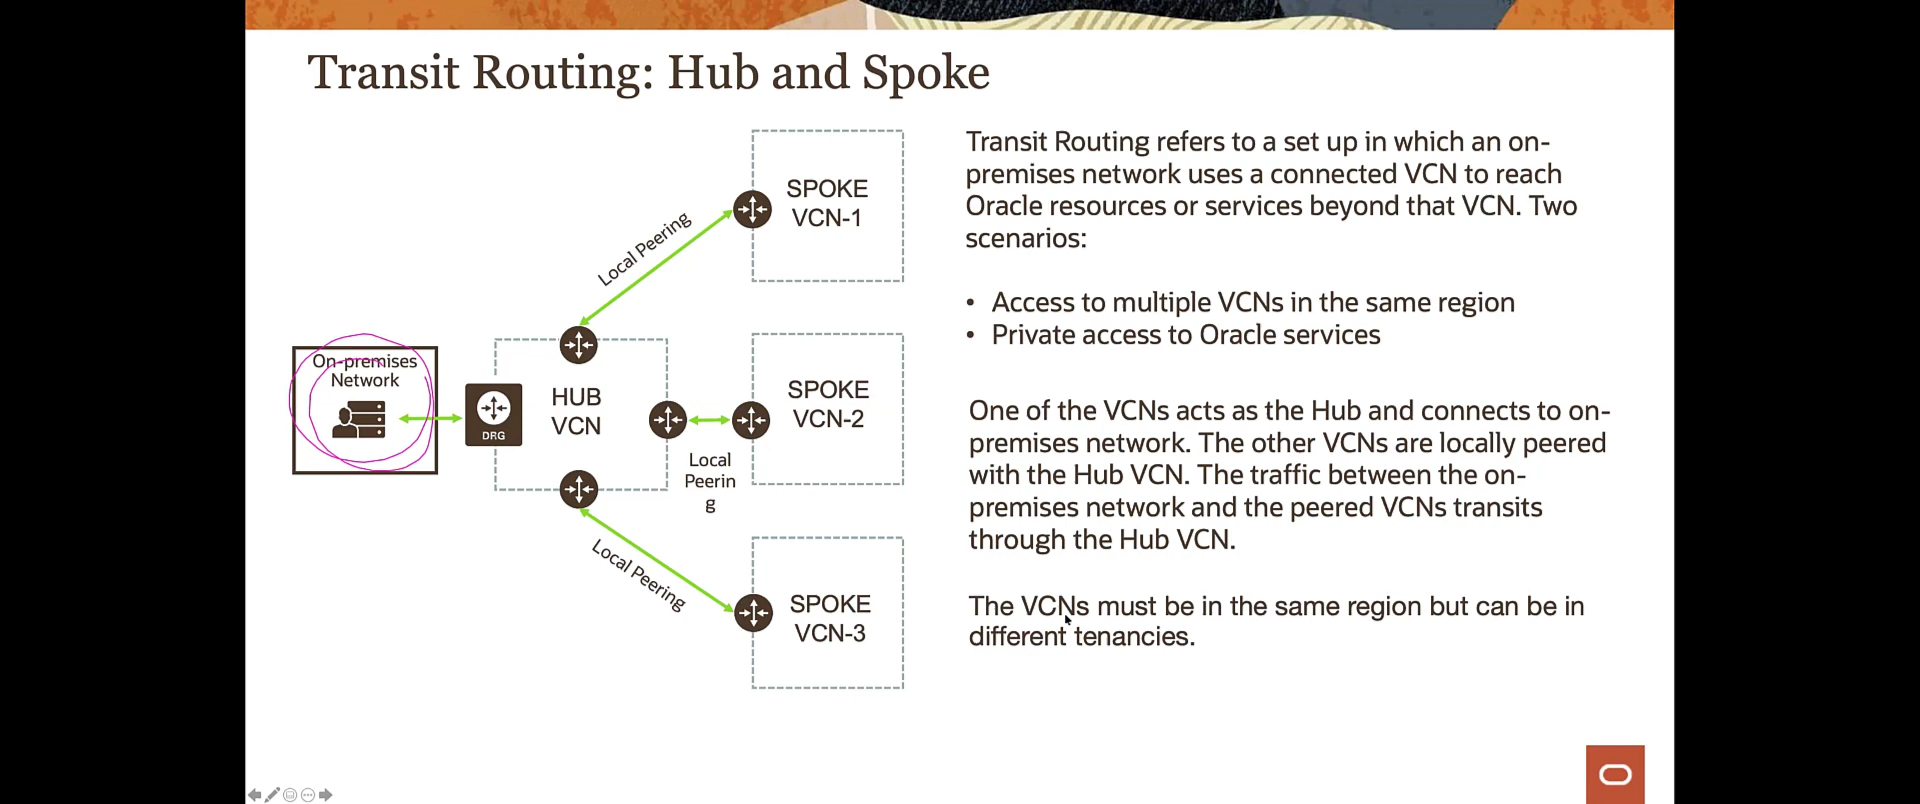 Transit Routing: Hub and Spoke
SPOKE
VCN-1
Local Peering
On-premises
Network
DRG
HUB
VCN
SPOKE
VCN-2
Local
Peerin
g
Local Peering
SPOKE
VCN-3
Transit Routing refers to a set up in which an on-
premises network uses a connected VCN to reach
Oracle resources or services beyond that VCN. Two
scenarios:
• Access to multiple VCNs in the same region
• Private access to Oracle services
One of the VCNs acts as the Hub and connects to on-
premises network. The other VCNs are locally peered
with the Hub VCN. The traffic between the on-
premises network and the peered VCNs transits
through the Hub VCN.
The VCNs must be in the same region but can be in
different tenancies.